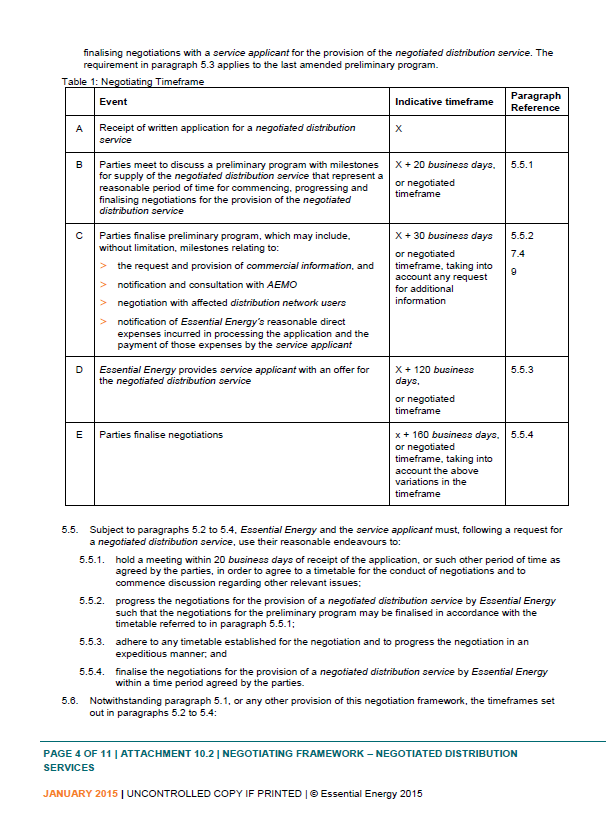 finalising negotiations with a service applicant for the provision of the negotiated distribution service. The
requirement in paragraph 5.3 applies to the last amended preliminary program.
Table 1: Negotiating Timeframe
Event
Indicative timeframe
Paragraph
Reference
A
Receipt of written application for a negotiated distribution
service
X
B
Parties meet to discuss a preliminary program with milestones
for supply of the negotiated distribution service that represent a
reasonable period of time for commencing, progressing and
finalising negotiations for the provision of the negotiated
distribution service
X + 20 business days,
or negotiated
timeframe
5.5.1
C
Parties finalise preliminary program, which may include,
without limitation, milestones relating to:
> the request and provision of commercial information, and
> notification and consultation with AEMO
> negotiation with affected distribution network users
> notification of Essential Energy's reasonable direct
expenses incurred in processing the application and the
payment of those expenses by the service applicant
X + 30 business days
or negotiated
timeframe, taking into
account any request
for additional
information
5.5.2
7.4
9
D
Essential Energy provides service applicant with an offer for
the negotiated distribution service
X + 120 business
days,
or negotiated
timeframe
5.5.3
E
Parties finalise negotiations
x + 160 business days,
or negotiated
timeframe, taking into
account the above
variations in the
timeframe
5.5.4
5.5. Subject to paragraphs 5.2 to 5.4, Essential Energy and the service applicant must, following a request for
a negotiated distribution service, use their reasonable endeavours to:
5.5.1. hold a meeting within 20 business days of receipt of the application, or such other period of time as
agreed by the parties, in order to agree to a timetable for the conduct of negotiations and to
commence discussion regarding other relevant issues;
5.5.2. progress the negotiations for the provision of a negotiated distribution service by Essential Energy
such that the negotiations for the preliminary program may be finalised in accordance with the
timetable referred to in paragraph 5.5.1;
5.5.3. adhere to any timetable established for the negotiation and to progress the negotiation in an
expeditious manner; and
5.5.4. finalise the negotiations for the provision of a negotiated distribution service by Essential Energy
within a time period agreed by the parties.
5.6. Notwithstanding paragraph 5.1, or any other provision of this negotiation framework, the timeframes set
out in paragraphs 5.2 to 5.4:
PAGE 4 OF 11 | ATTACHMENT 10.2 | NEGOTIATING FRAMEWORK – NEGOTIATED DISTRIBUTION
SERVICES
JANUARY 2015 | UNCONTROLLED COPY IF PRINTED | © Essential Energy 2015